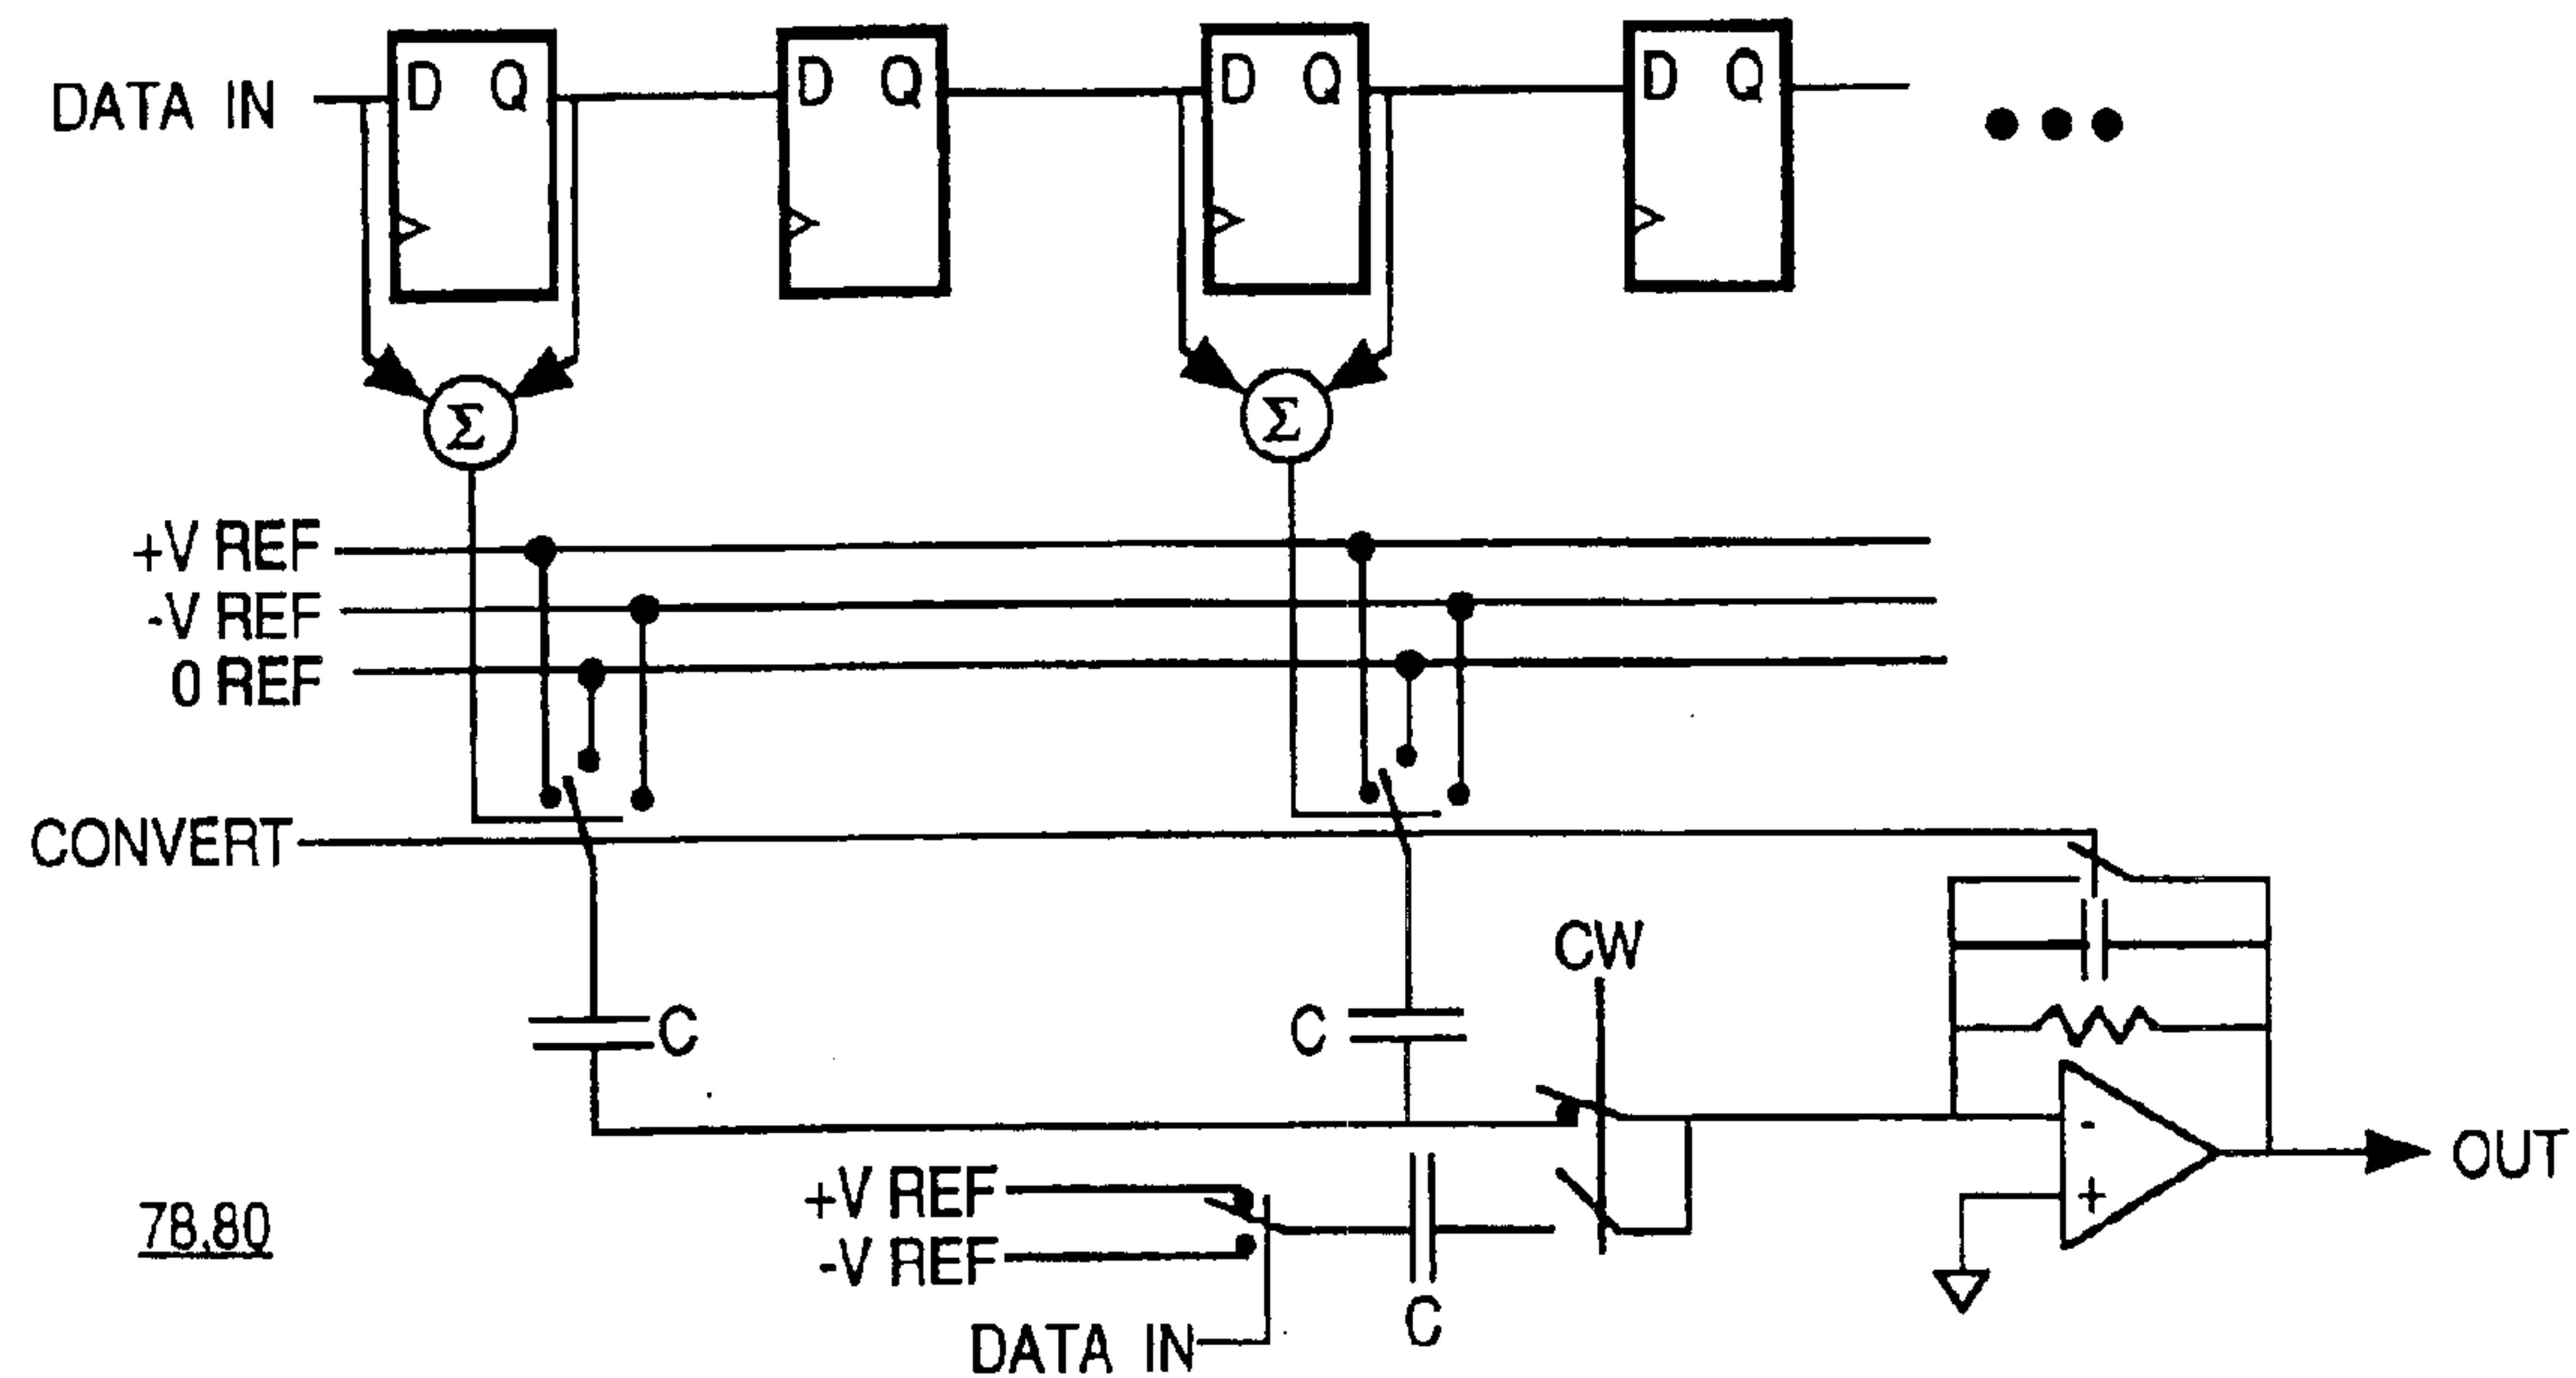 DATA IN
D Q
D Q
D Q
D Q
Σ
Σ
+V REF
-V REF
0 REF
CONVERT
CW
C
C
-
+
OUT
+V REF
-V REF
C
DATA IN
78,80